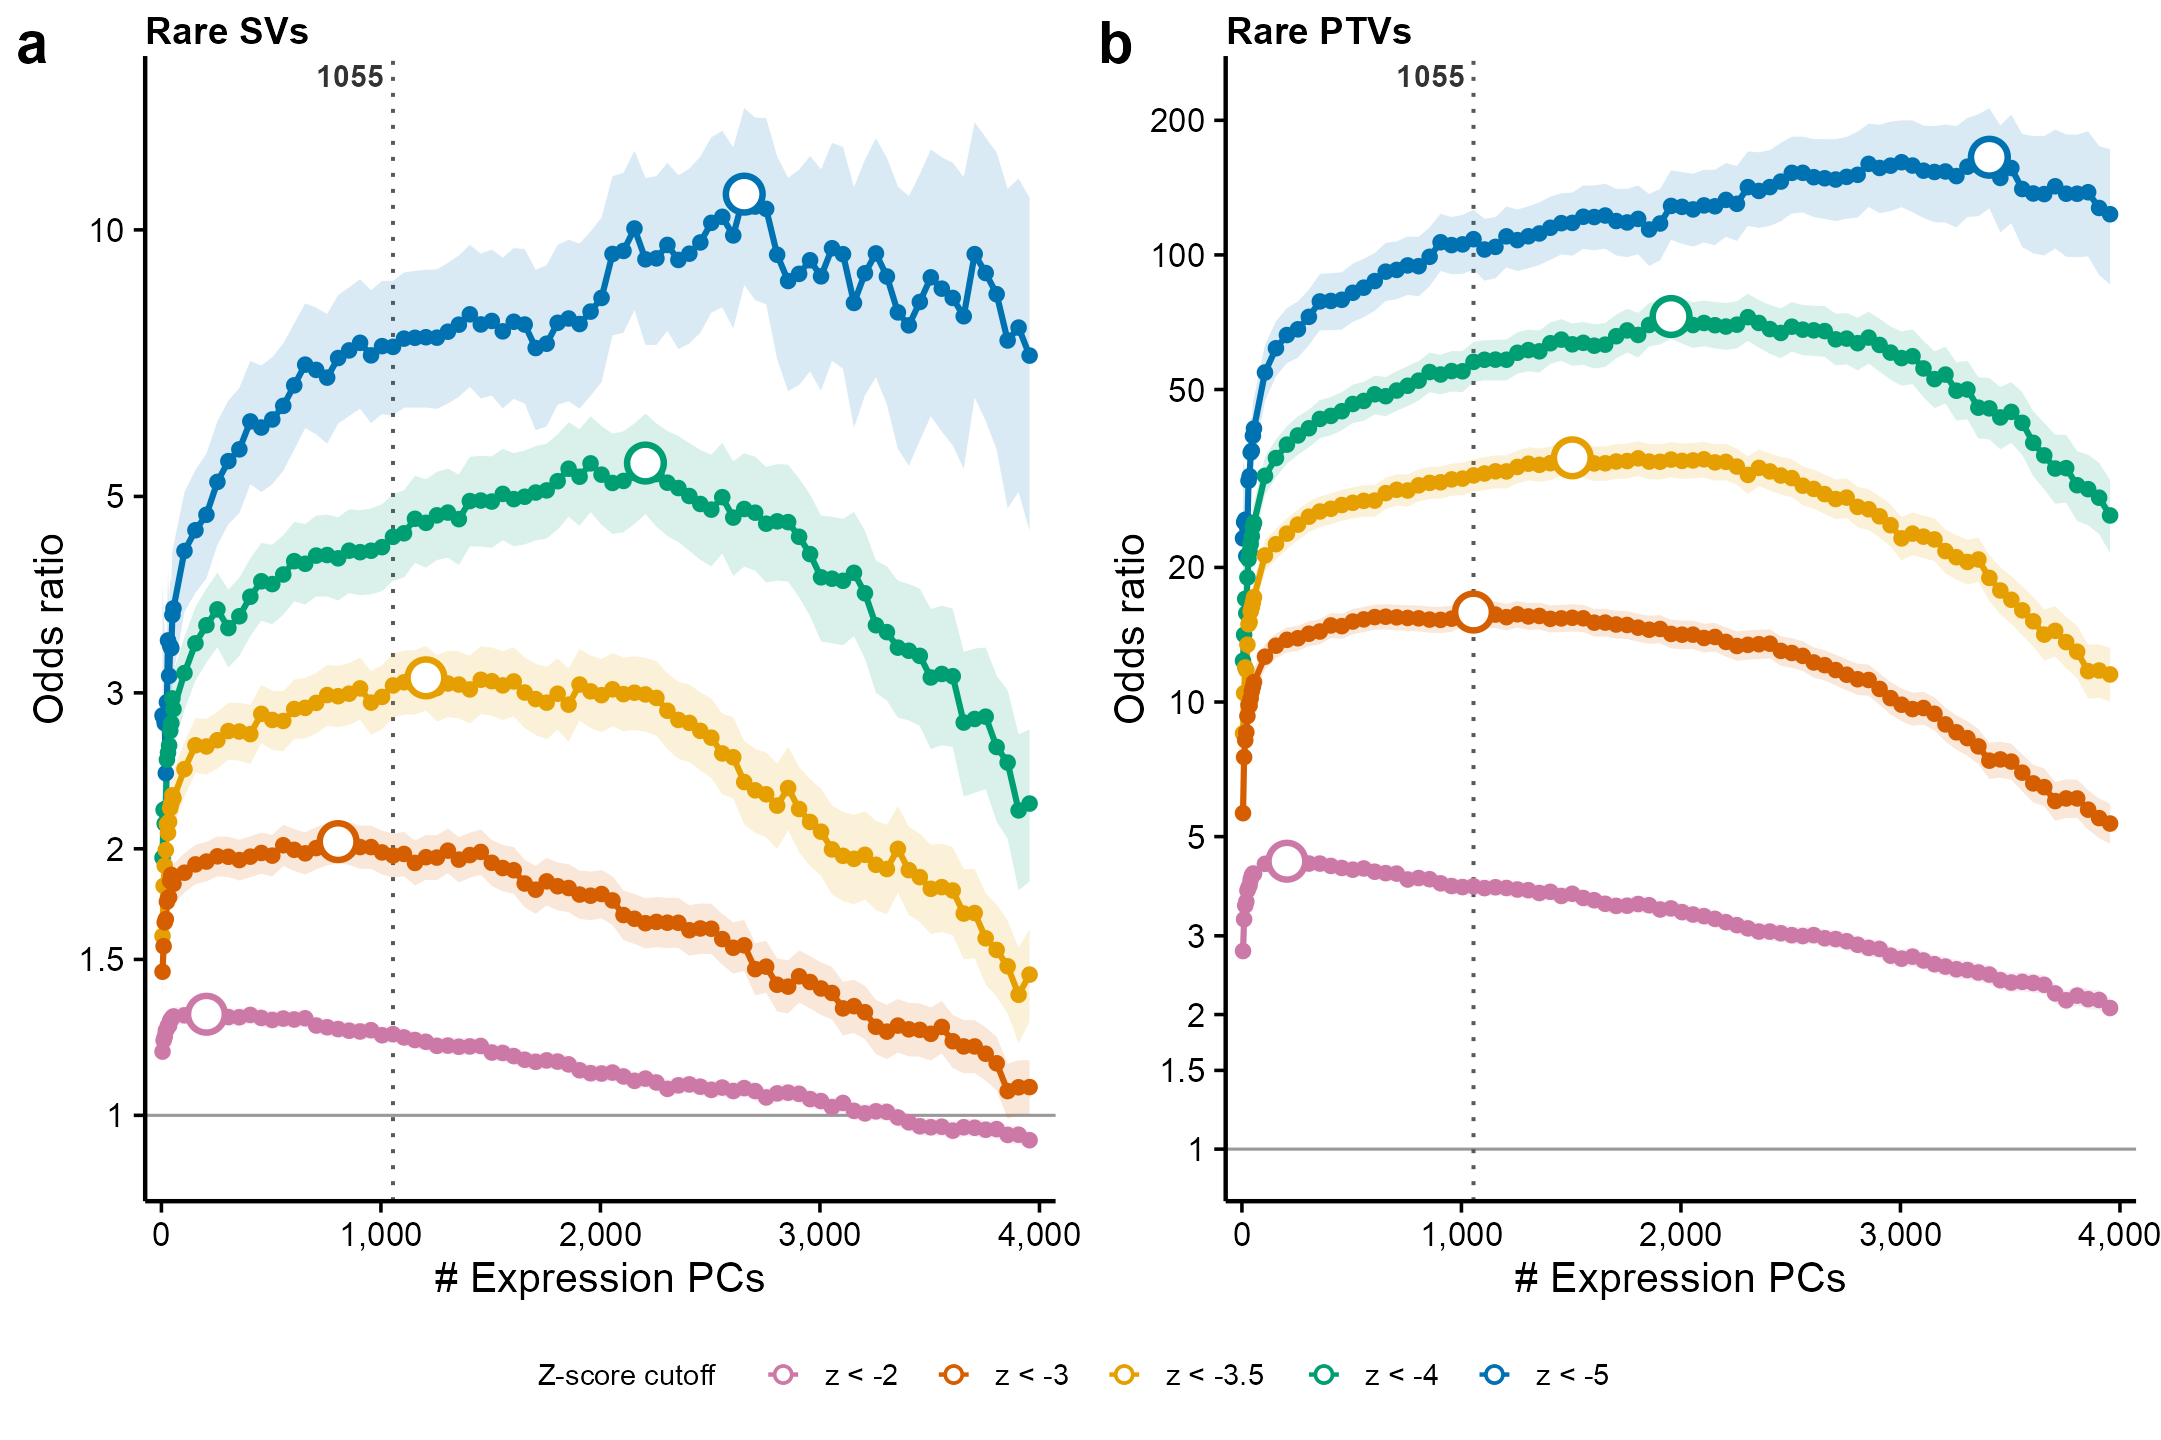 a
Rare SVs
1055
10
5
3
2
1.5
1
Odds ratio
0
1,000
2,000
3,000
4,000
# Expression PCs
b
Rare PTVs
1055
200
100
50
20
10
5
3
2
1.5
1
Odds ratio
0
1,000
2,000
3,000
4,000
# Expression PCs
Z-score cutoff
z < -2
z < -3
z < -3.5
z < -4
z < -5